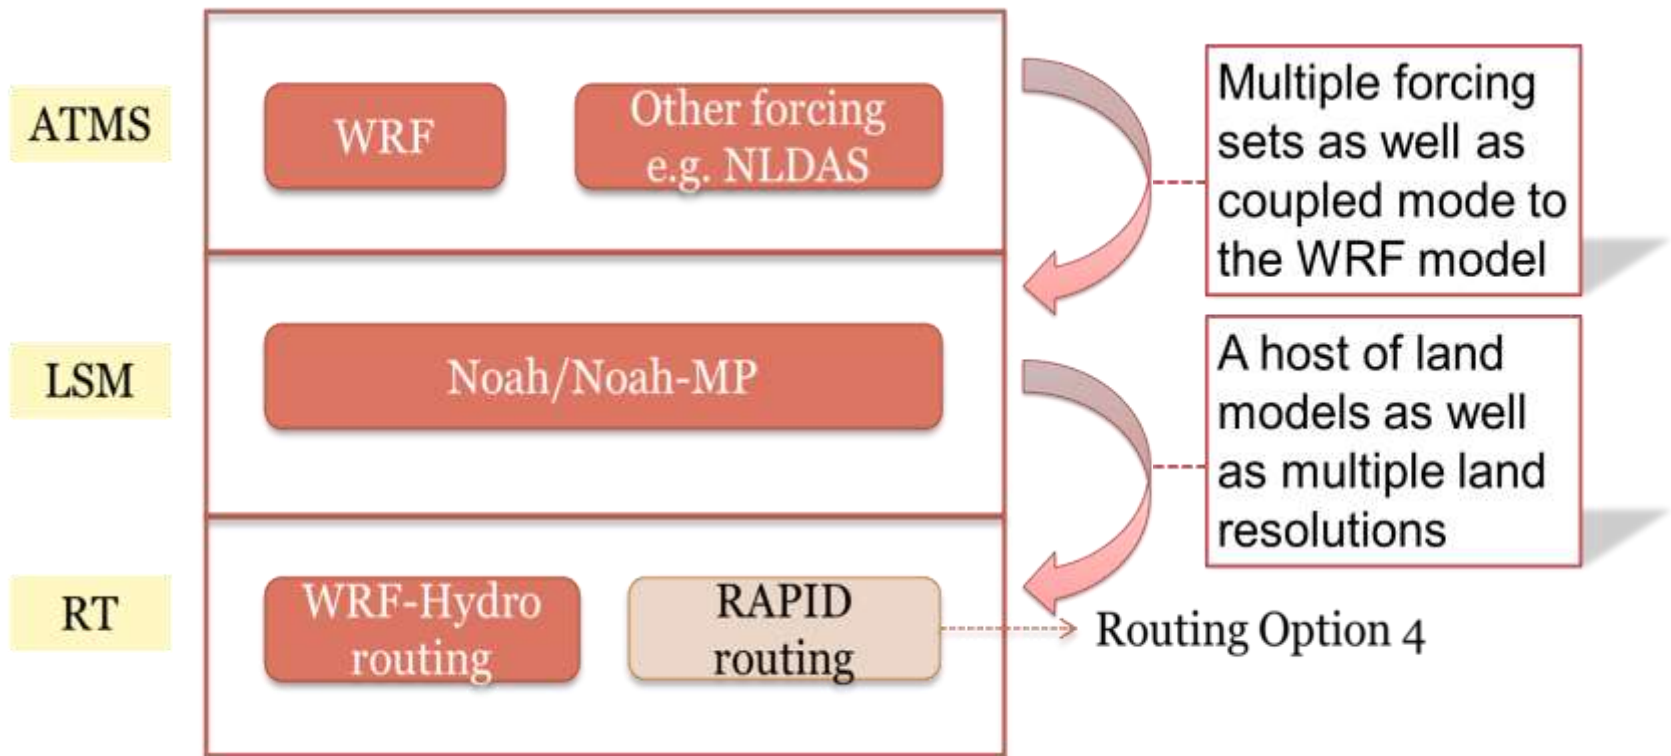 ATMS
WRF
Other forcing
e.g. NLDAS
Multiple forcing
sets as well as
coupled mode to
the WRF model
LSM
Noah/Noah-MP
A host of land
models as well
as multiple land
resolutions
RT
WRF-Hydro
routing
RAPID
routing
Routing Option 4